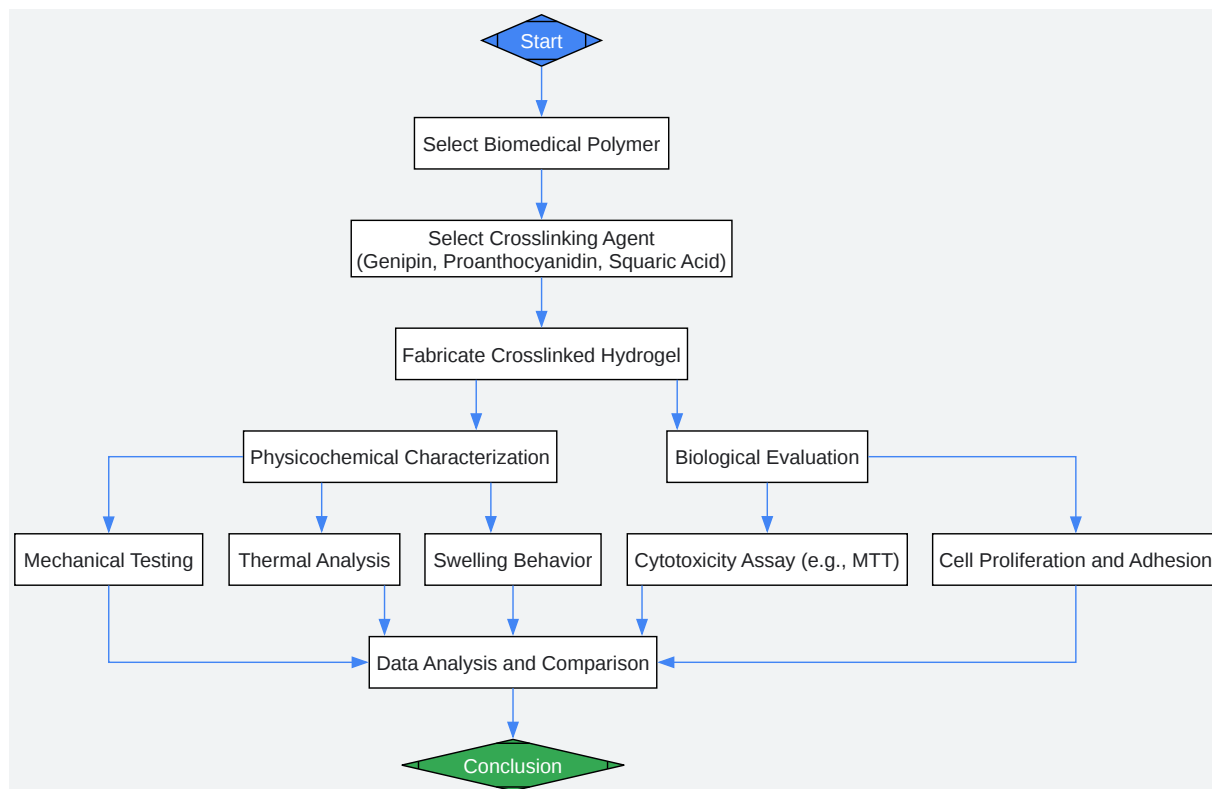 Start
Select Biomedical Polymer
Select Crosslinking Agent
(Genipin, Proanthocyanidin, Squaric Acid)
Fabricate Crosslinked Hydrogel
Physicochemical Characterization
Biological Evaluation
Mechanical Testing
Thermal Analysis
Swelling Behavior
Cytotoxicity Assay (e.g., MTT)
Cell Proliferation and Adhesion
Data Analysis and Comparison
Conclusion